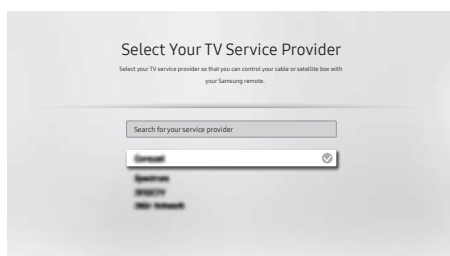 Select Your TV Service Provider
Select your TV service provider so that you can control your cable or satellite box with
your Samsung remote.
Search for your service provider